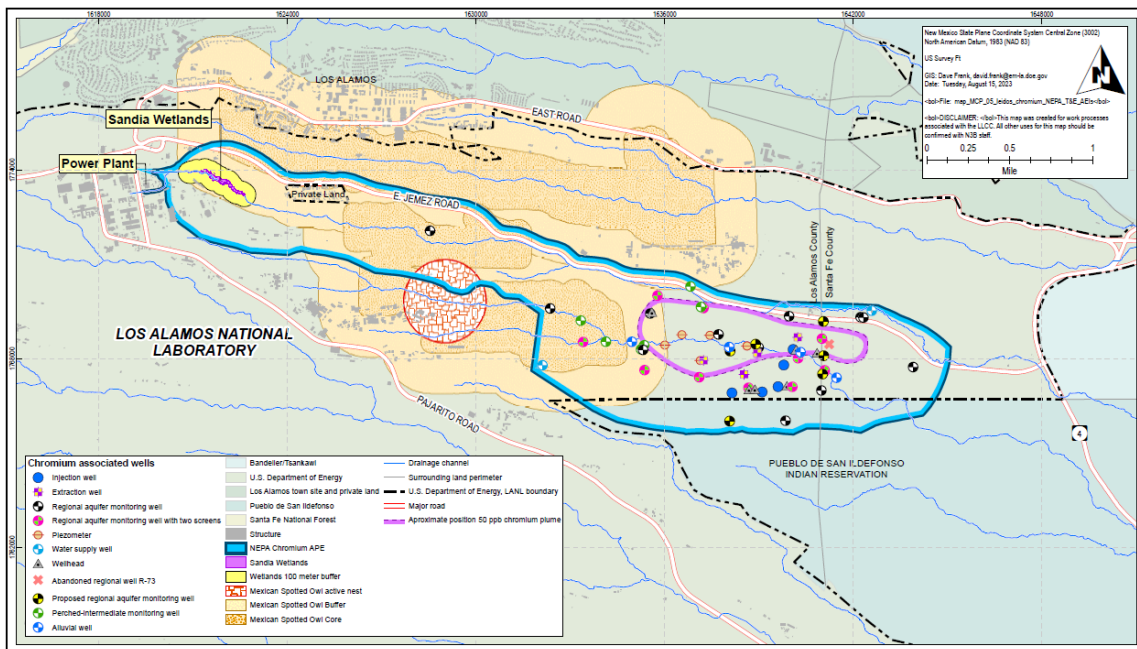 1618000
1624000
1630000
1636000
1642000
1648000
New Mexico State Plane Coordinate System Central Zone (3002)
North American Datum, 1983 (NAD 83)
US Survey Ft
GIS: Dave Frank, david.frank@em-la.doe.gov
Date: Tuesday, August 15, 2023
<bol>File: map_MCP_05_leidos_chromium_NEPA_T&E_AEIs</bol>
<bol>DISCLAIMER: </bol>This map was created for work processes
associated with the LLCC. All other uses for this map should be
confirmed with N3B staff.
0 0.25 0.5 1
Mile
N
LOS ALAMOS
EAST ROAD
Sandia Wetlands
Power Plant
1774000
Private Land
E. JEMEZ ROAD
Los Alamos County
Santa Fe County
LOS ALAMOS NATIONAL
LABORATORY
1768000
PAJARITO ROAD
4
PUEBLO DE SAN ILDEFONSO
INDIAN RESERVATION
1762000
Chromium associated wells
Injection well
Extraction well
Regional aquifer monitoring well
Regional aquifer monitoring well with two screens
Piezometer
Water supply well
Wellhead
Abandoned regional well R-73
Proposed regional aquifer monitoring well
Perched-intermediate monitoring well
Alluvial well
Bandelier/Tsankawi
U.S. Department of Energy
Los Alamos town site and private land
Pueblo de San Ildefonso
Santa Fe National Forest
Structure
NEPA Chromium APE
Sandia Wetlands
Wetlands 100 meter buffer
Mexican Spotted Owl active nest
Mexican Spotted Owl Buffer
Mexican Spotted Owl Core
Drainage channel
Surrounding land perimeter
U.S. Department of Energy, LANL boundary
Major road
Aproximate position 50 ppb chromium plume